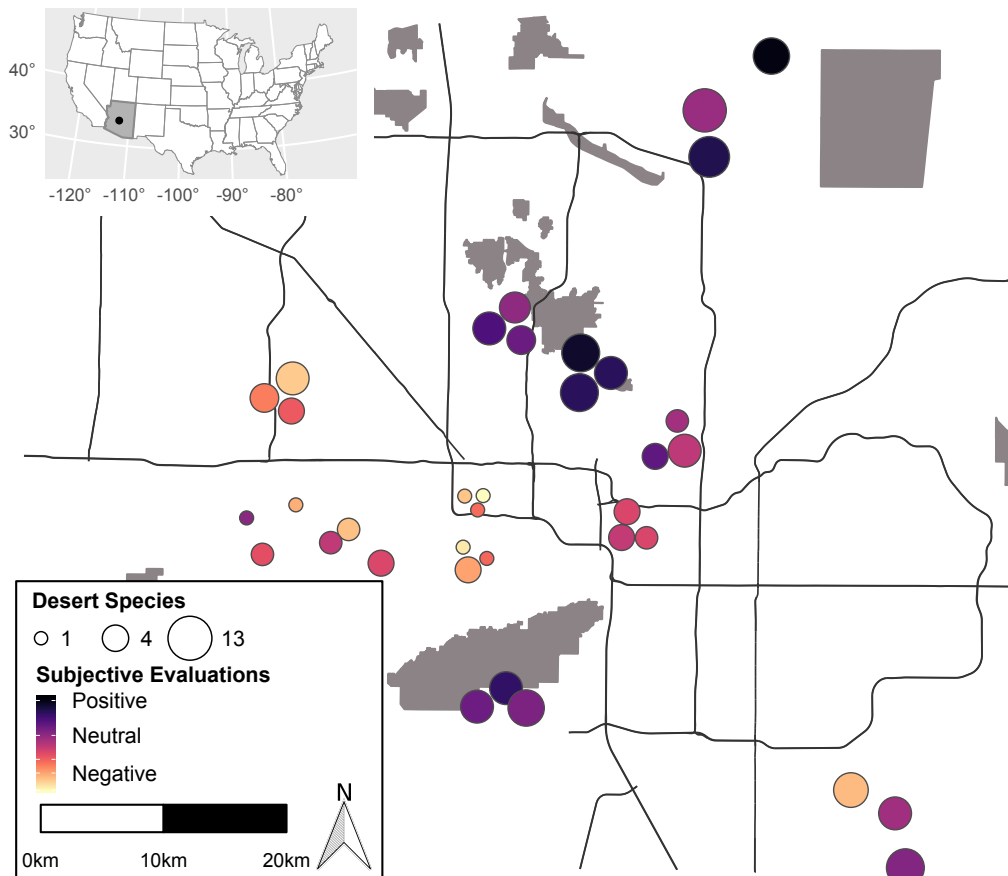 40°
30°
-120° -110° -100° -90° -80°
Desert Species
1 4 13
Subjective Evaluations
Positive
Neutral
Negative
N
0km 10km 20km